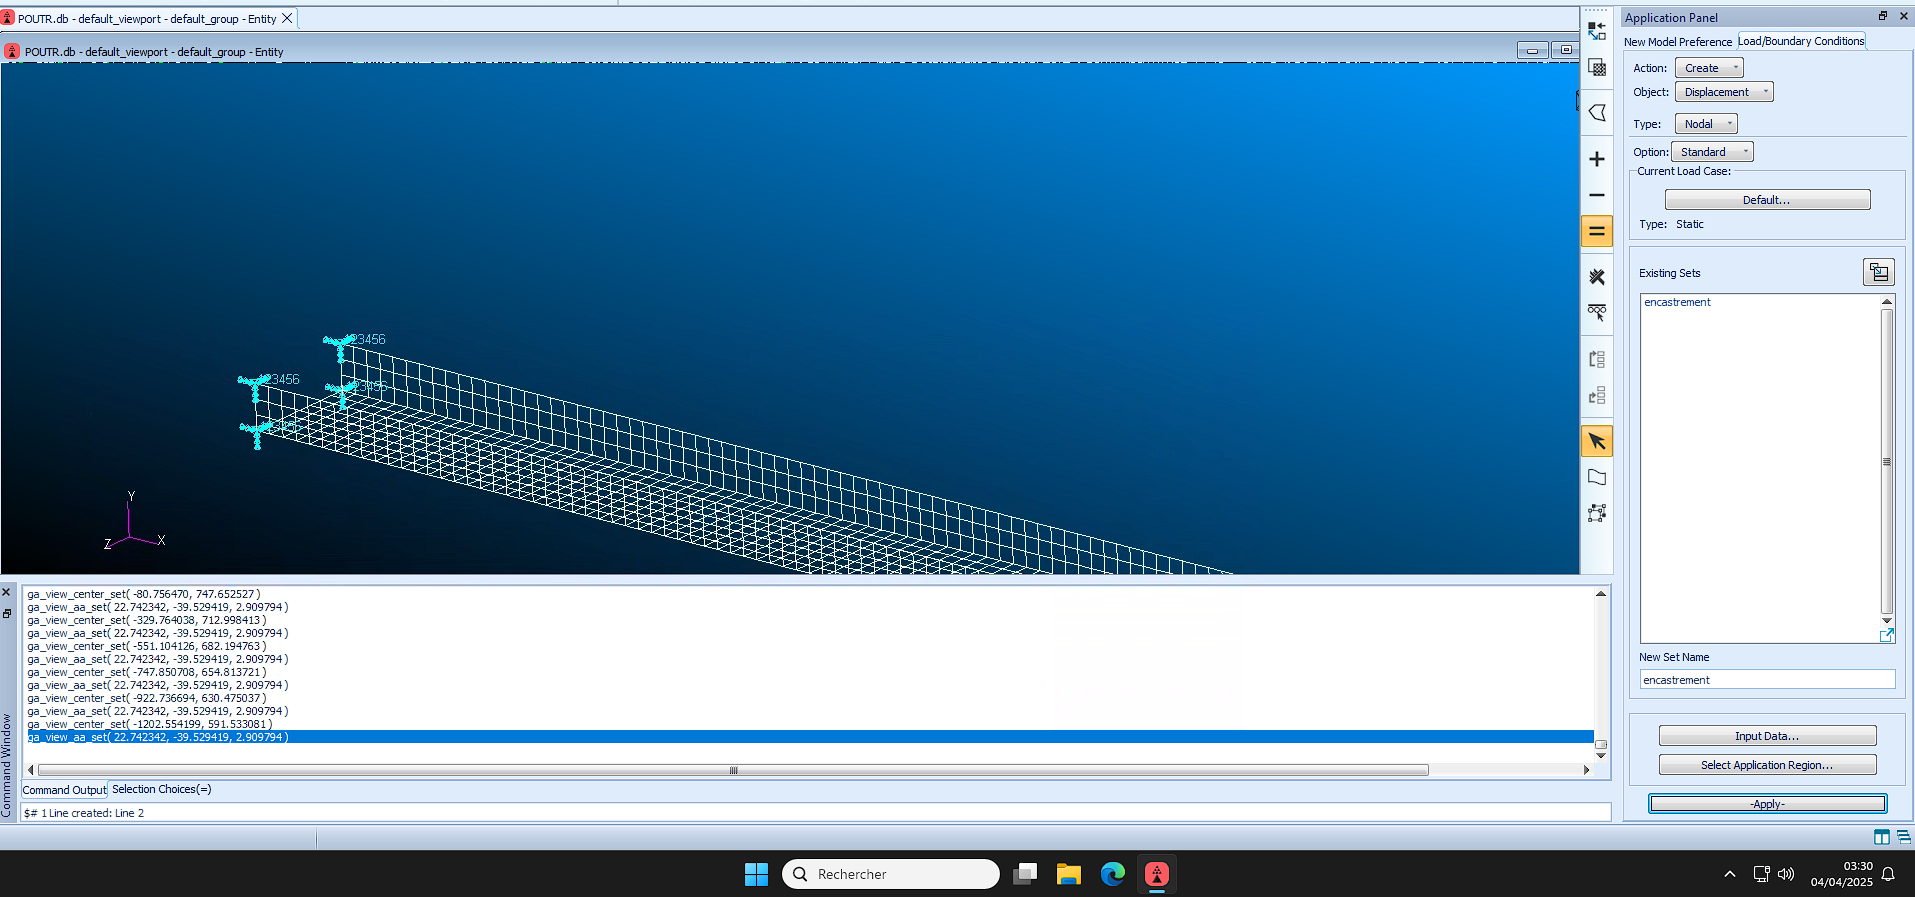 POUTR.db - default_viewport - default_group - Entity
POUTR.db - default_viewport - default_group - Entity
123456
123456
123456
Y
Z
X
ga_view_center_set( -80.756470, 747.652527 )
ga_view_aa_set( 22.742342, -39.529419, 2.909794 )
ga_view_center_set( -329.764038, 712.998413 )
ga_view_aa_set( 22.742342, -39.529419, 2.909794 )
ga_view_center_set( -551.104126, 682.194763 )
ga_view_aa_set( 22.742342, -39.529419, 2.909794 )
ga_view_center_set( -747.850708, 654.813721 )
ga_view_aa_set( 22.742342, -39.529419, 2.909794 )
ga_view_center_set( -922.736694, 630.475037 )
ga_view_aa_set( 22.742342, -39.529419, 2.909794 )
ga_view_center_set( -1202.554199, 591.533081 )
ga_view_aa_set( 22.742342, -39.529419, 2.909794 )
Command Window
Command Output Selection Choices(=)
$# 1 Line created: Line 2
Application Panel
New Model Preference Load/Boundary Conditions
Action: Create
Object: Displacement
Type: Nodal
Option: Standard
Current Load Case:
Default...
Type: Static
Existing Sets
encastrement
New Set Name
encastrement
Input Data...
Select Application Region...
-Apply-
Rechercher
03:30
04/04/2025